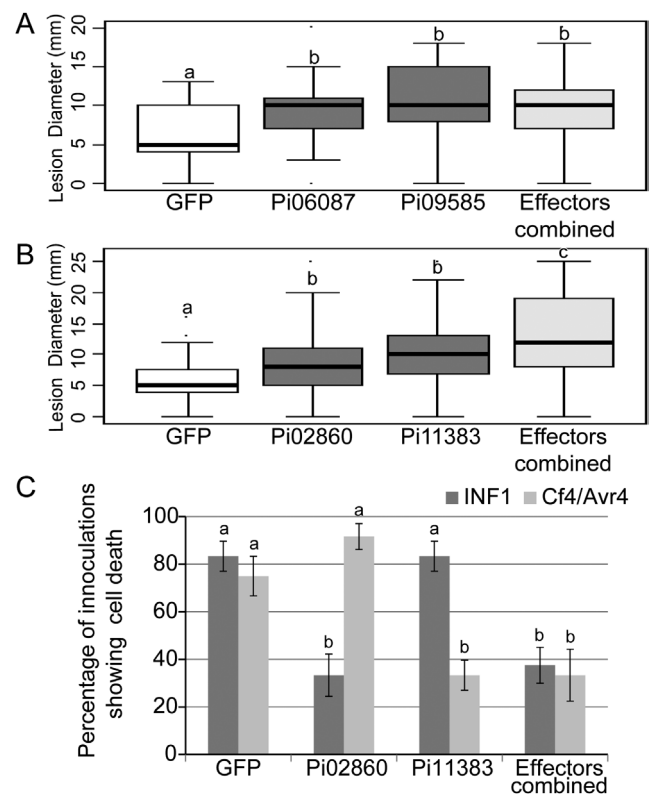 A
Lesion Diameter (mm)
20
15
10
5
0
a
b
b
b
GFP
Pi06087
Pi09585
Effectors
combined
B
Lesion Diameter (mm)
25
20
15
10
5
0
a
b
b
c
GFP
Pi02860
Pi11383
Effectors
combined
C
INF1
Cf4/Avr4
Percentage of innoculations
showing cell death
100
80
60
40
20
0
a
a
b
a
a
b
b
b
GFP
Pi02860
Pi11383
Effectors
combined